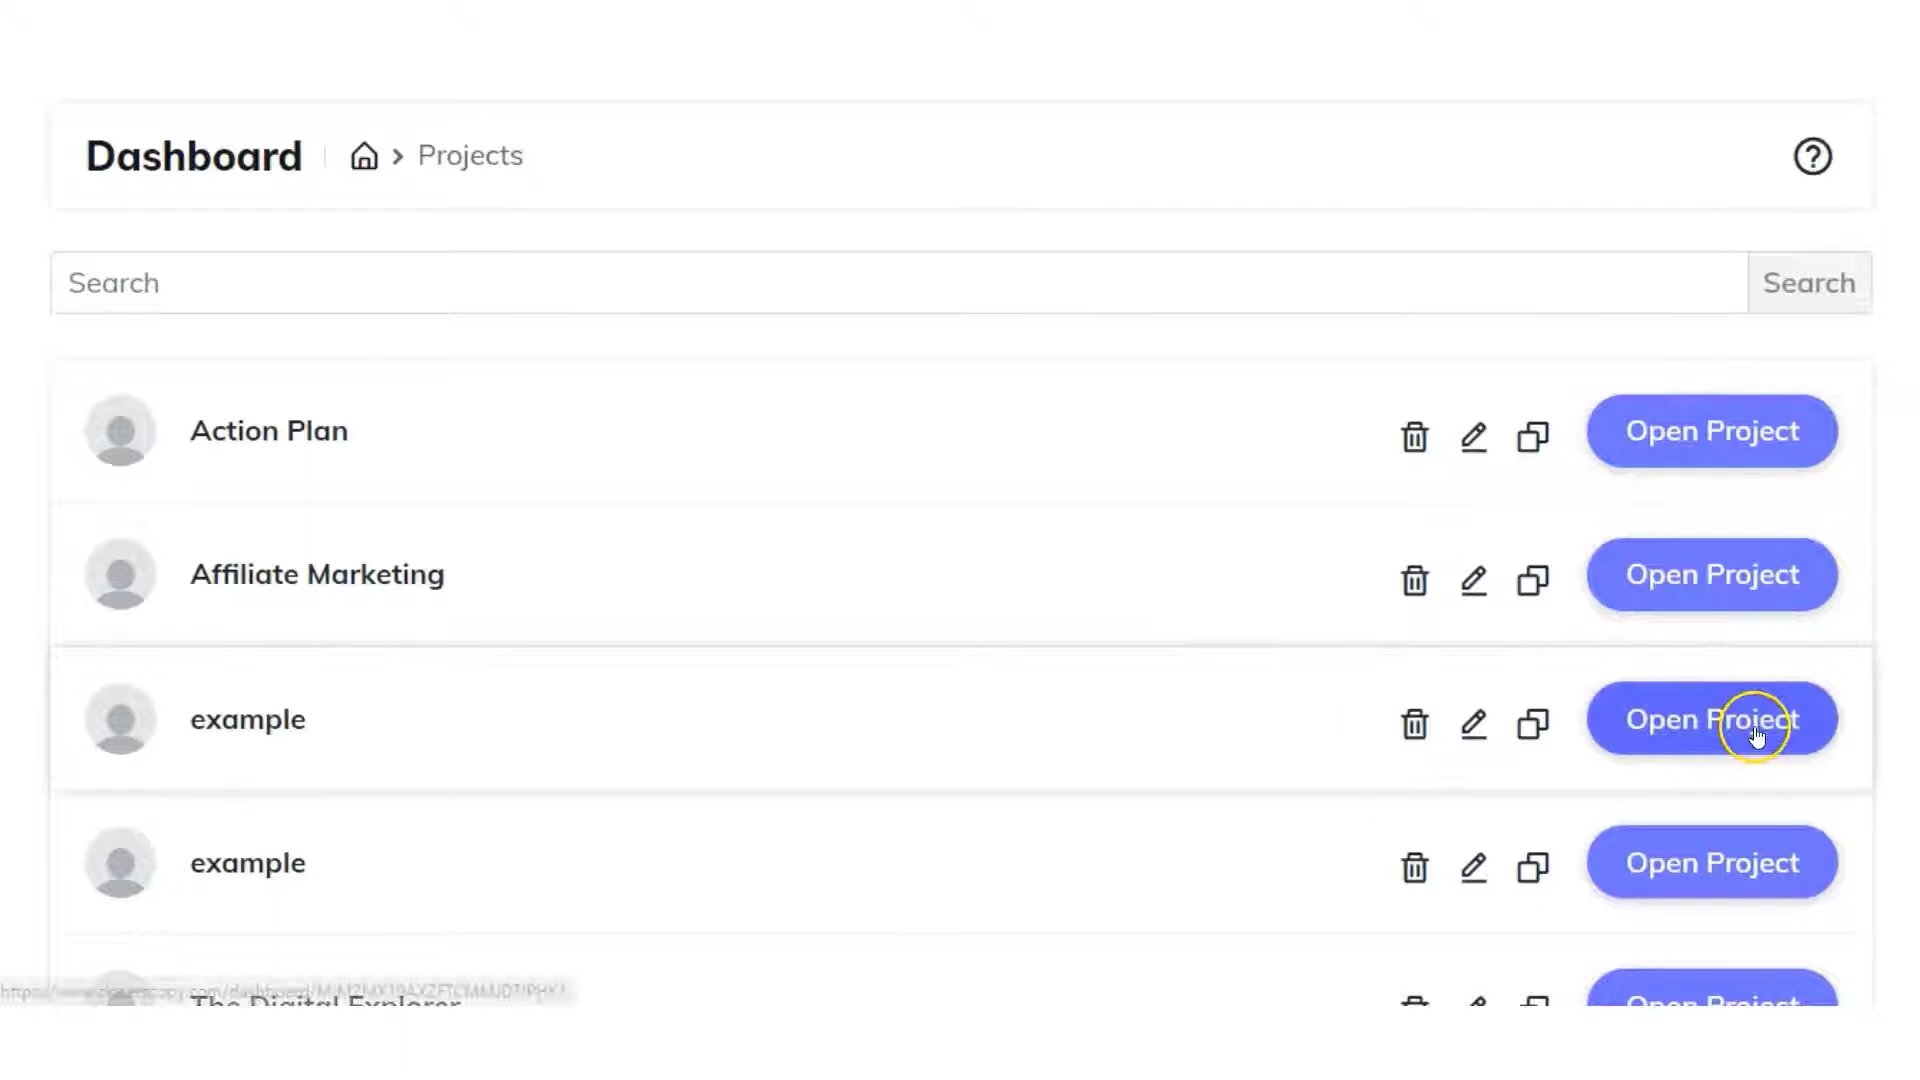 Dashboard
Projects
Search Search
Action Plan Open Project
Affiliate Marketing Open Project
example Open Project
example Open Project
The Digital Explorer Open Project